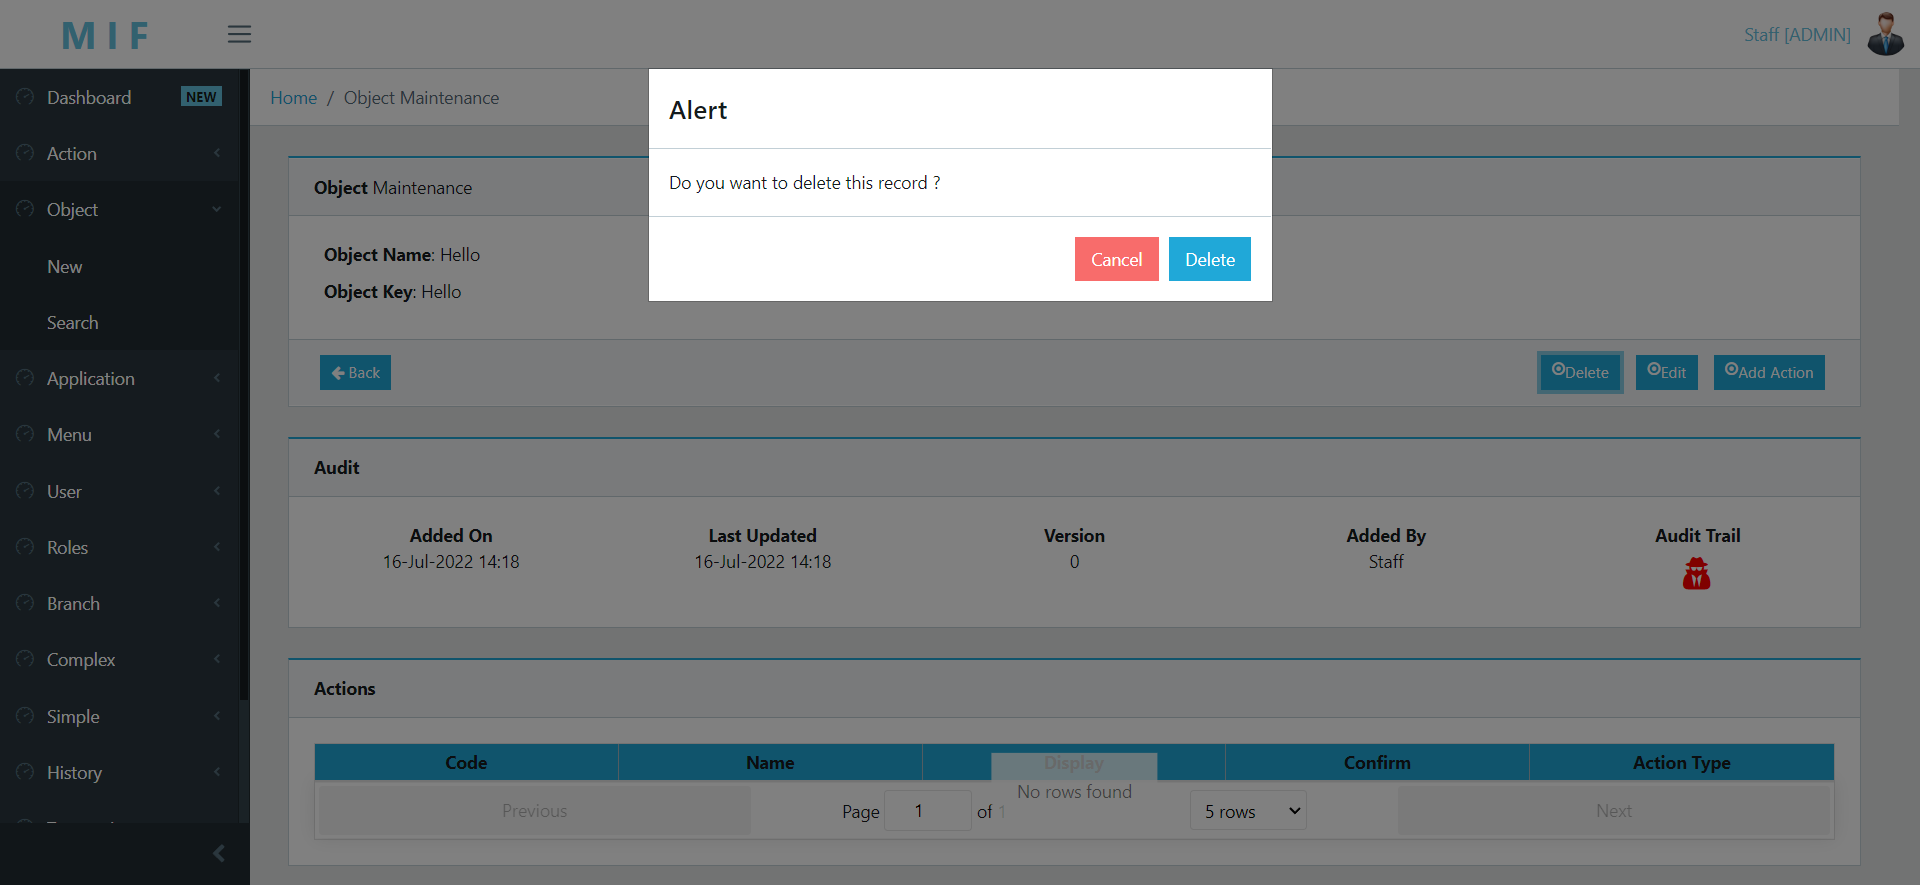 M I F
Staff [ADMIN]
Dashboard NEW
Action
Object
New
Search
Application
Menu
User
Roles
Branch
Complex
Simple
History
Home / Object Maintenance
Alert
Do you want to delete this record ?
Cancel Delete
Object Maintenance
Object Name: Hello
Object Key: Hello
Back Delete Edit Add Action
Audit
Added On Last Updated Version Added By Audit Trail
16-Jul-2022 14:18 16-Jul-2022 14:18 0 Staff
Actions
Code Name Display Confirm Action Type
No rows found
Previous Page 1 of 1 5 rows Next